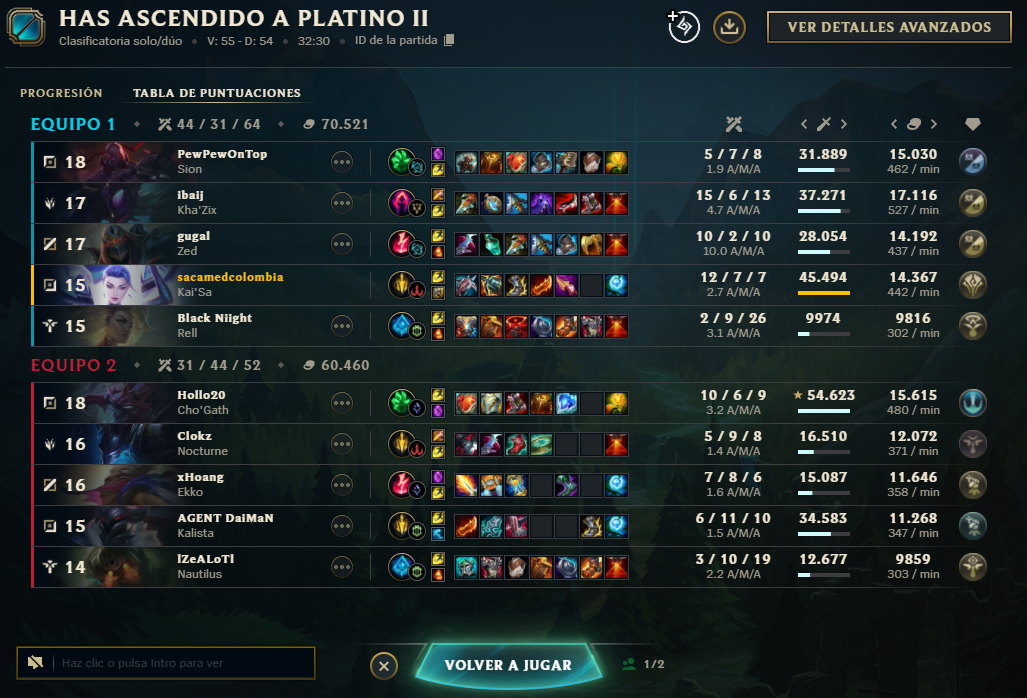 HAS ASCENDIDO A PLATINO II
Clasificatoria solo/dúo • V: 55 - D: 54 • 32:30 • ID de la partida
VER DETALLES AVANZADOS
PROGRESIÓN TABLA DE PUNTUACIONES
EQUIPO 1 • 44 / 31 / 64 • 70.521
18 PewPewOnTop 5 / 7 / 8 31.889 15.030
Sion 1.9 A/M/A 462 / min
17 ibaij 15 / 6 / 13 37.271 17.116
Kha'Zix 4.7 A/M/A 527 / min
17 gugal 10 / 2 / 10 28.054 14.192
Zed 10.0 A/M/A 437 / min
15 sacamedcolombia 12 / 7 / 7 45.494 14.367
Kai'Sa 2.7 A/M/A 442 / min
15 Black Niight 2 / 9 / 26 9974 9816
Rell 3.1 A/M/A 302 / min
EQUIPO 2 • 31 / 44 / 52 • 60.460
18 Hollo20 10 / 6 / 9 54.623 15.615
Cho'Gath 3.2 A/M/A 480 / min
16 Clokz 5 / 9 / 8 16.510 12.072
Nocturne 1.4 A/M/A 371 / min
16 xHoang 7 / 8 / 6 15.087 11.646
Ekko 1.6 A/M/A 358 / min
15 AGENT DaiMaN 6 / 11 / 10 34.583 11.268
Kalista 1.5 A/M/A 347 / min
14 lZeALoTl 3 / 10 / 19 12.677 9859
Nautilus 2.2 A/M/A 303 / min
Haz clic o pulsa Intro para ver
VOLVER A JUGAR
1/2